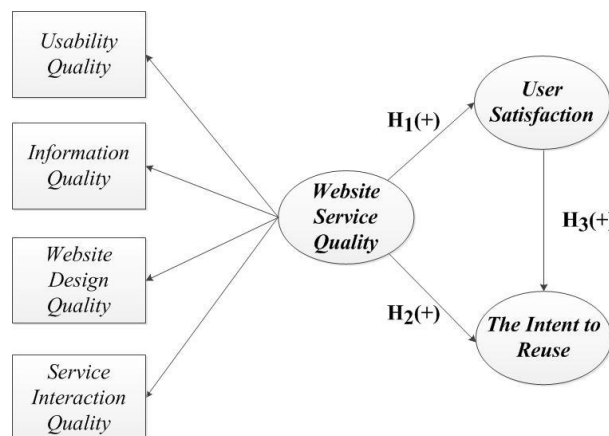 Usability
Quality
Information
Quality
Website
Design
Quality
Service
Interaction
Quality
Website
Service
Quality
H1(+)
H2(+)
User
Satisfaction
H3(+)
The Intent to
Reuse